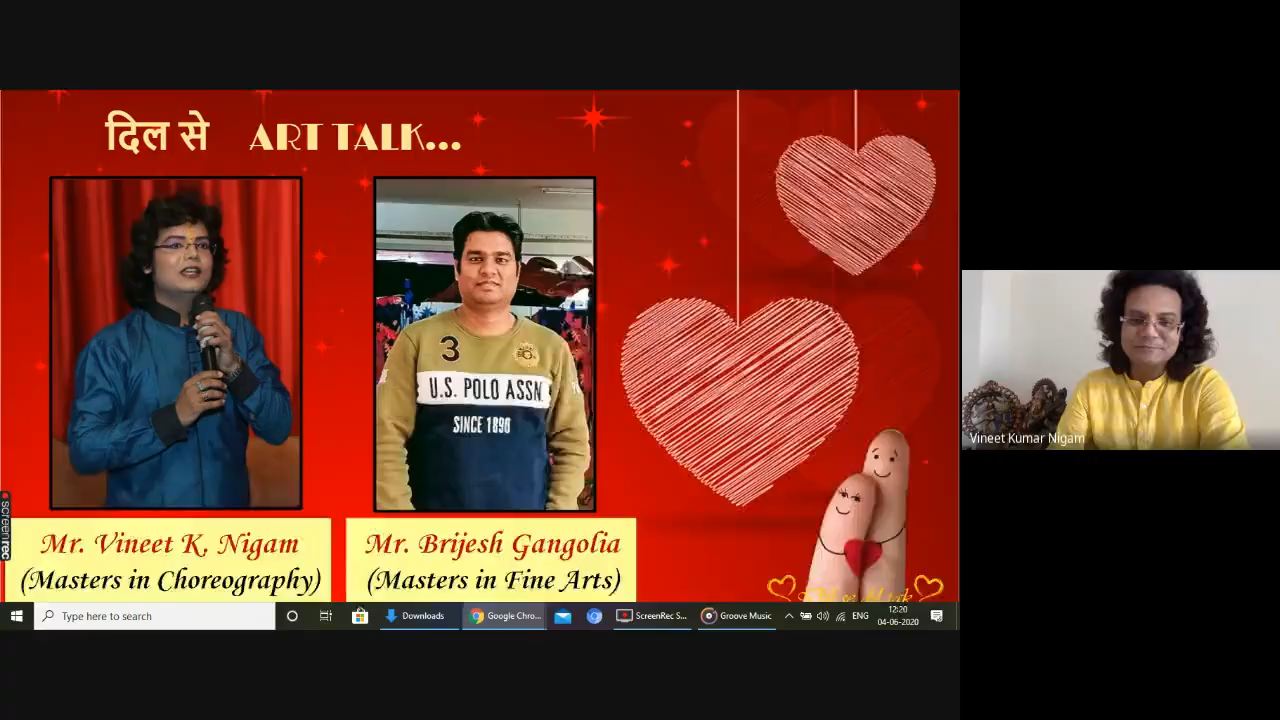 दिल से ART TALK...
3
U.S. POLO ASSN.
SINCE 1890
Mr. Vineet K. Nigam
(Masters in Choreography)
Mr. Brijesh Gangolia
(Masters in Fine Arts)
Vineet Kumar Nigam
screenrec
Type here to search
Downloads
Google Chro...
ScreenRec S...
Groove Music
ENG
12:20
04-06-2020